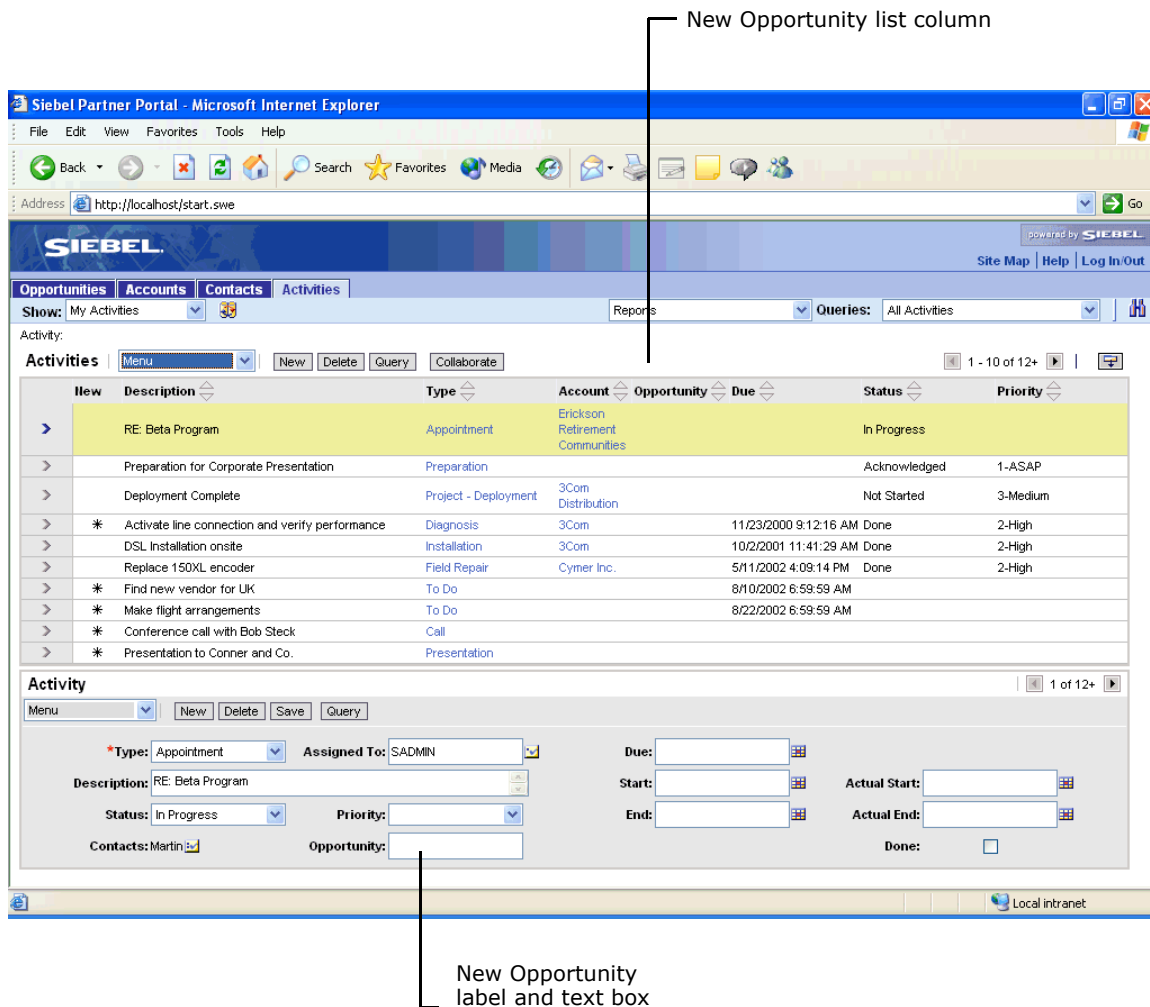 New Opportunity list column
Siebel Partner Portal - Microsoft Internet Explorer
File Edit View Favorites Tools Help
Back Search Favorites Media
Address http://localhost/start.swe Go
SIEBEL. powered by SIEBEL.
Site Map | Help | Log In/Out
Opportunities Accounts Contacts Activities
Show: My Activities Reports Queries: All Activities
Activity:
Activities Menu New Delete Query Collaborate 1 - 10 of 12+
New Description Type Account Opportunity Due Status Priority
RE: Beta Program Appointment Erickson Retirement Communities In Progress
Preparation for Corporate Presentation Preparation Acknowledged 1-ASAP
Deployment Complete Project - Deployment 3Com Distribution Not Started 3-Medium
* Activate line connection and verify performance Diagnosis 3Com 11/23/2000 9:12:16 AM Done 2-High
DSL Installation onsite Installation 3Com 10/2/2001 11:41:29 AM Done 2-High
Replace 150XL encoder Field Repair Cymer Inc. 5/11/2002 4:09:14 PM Done 2-High
* Find new vendor for UK To Do 8/10/2002 6:59:59 AM
* Make flight arrangements To Do 8/22/2002 6:59:59 AM
* Conference call with Bob Steck Call
* Presentation to Conner and Co. Presentation
Activity 1 of 12+
Menu New Delete Save Query
*Type: Appointment Assigned To: SADMIN Due:
Description: RE: Beta Program Start: Actual Start:
Status: In Progress Priority: End: Actual End:
Contacts: Martin Opportunity: Done:
Local intranet
New Opportunity
label and text box